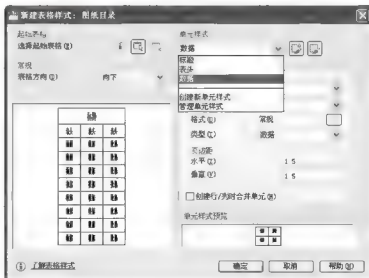 新建表格样式: 图纸目录
起始表格
选择起始表格(E)
常规
表格方向(D)
向下
单元样式
数据
标题
表头
数据
创建新单元样式...
管理单元样式...
格式(O)
常规
类型(T)
数据
页边距
水平(Z)
1.5
垂直(V)
1.5
创建行/列时合并单元(M)
单元样式预览
了解表格样式
确定
取消
帮助(H)